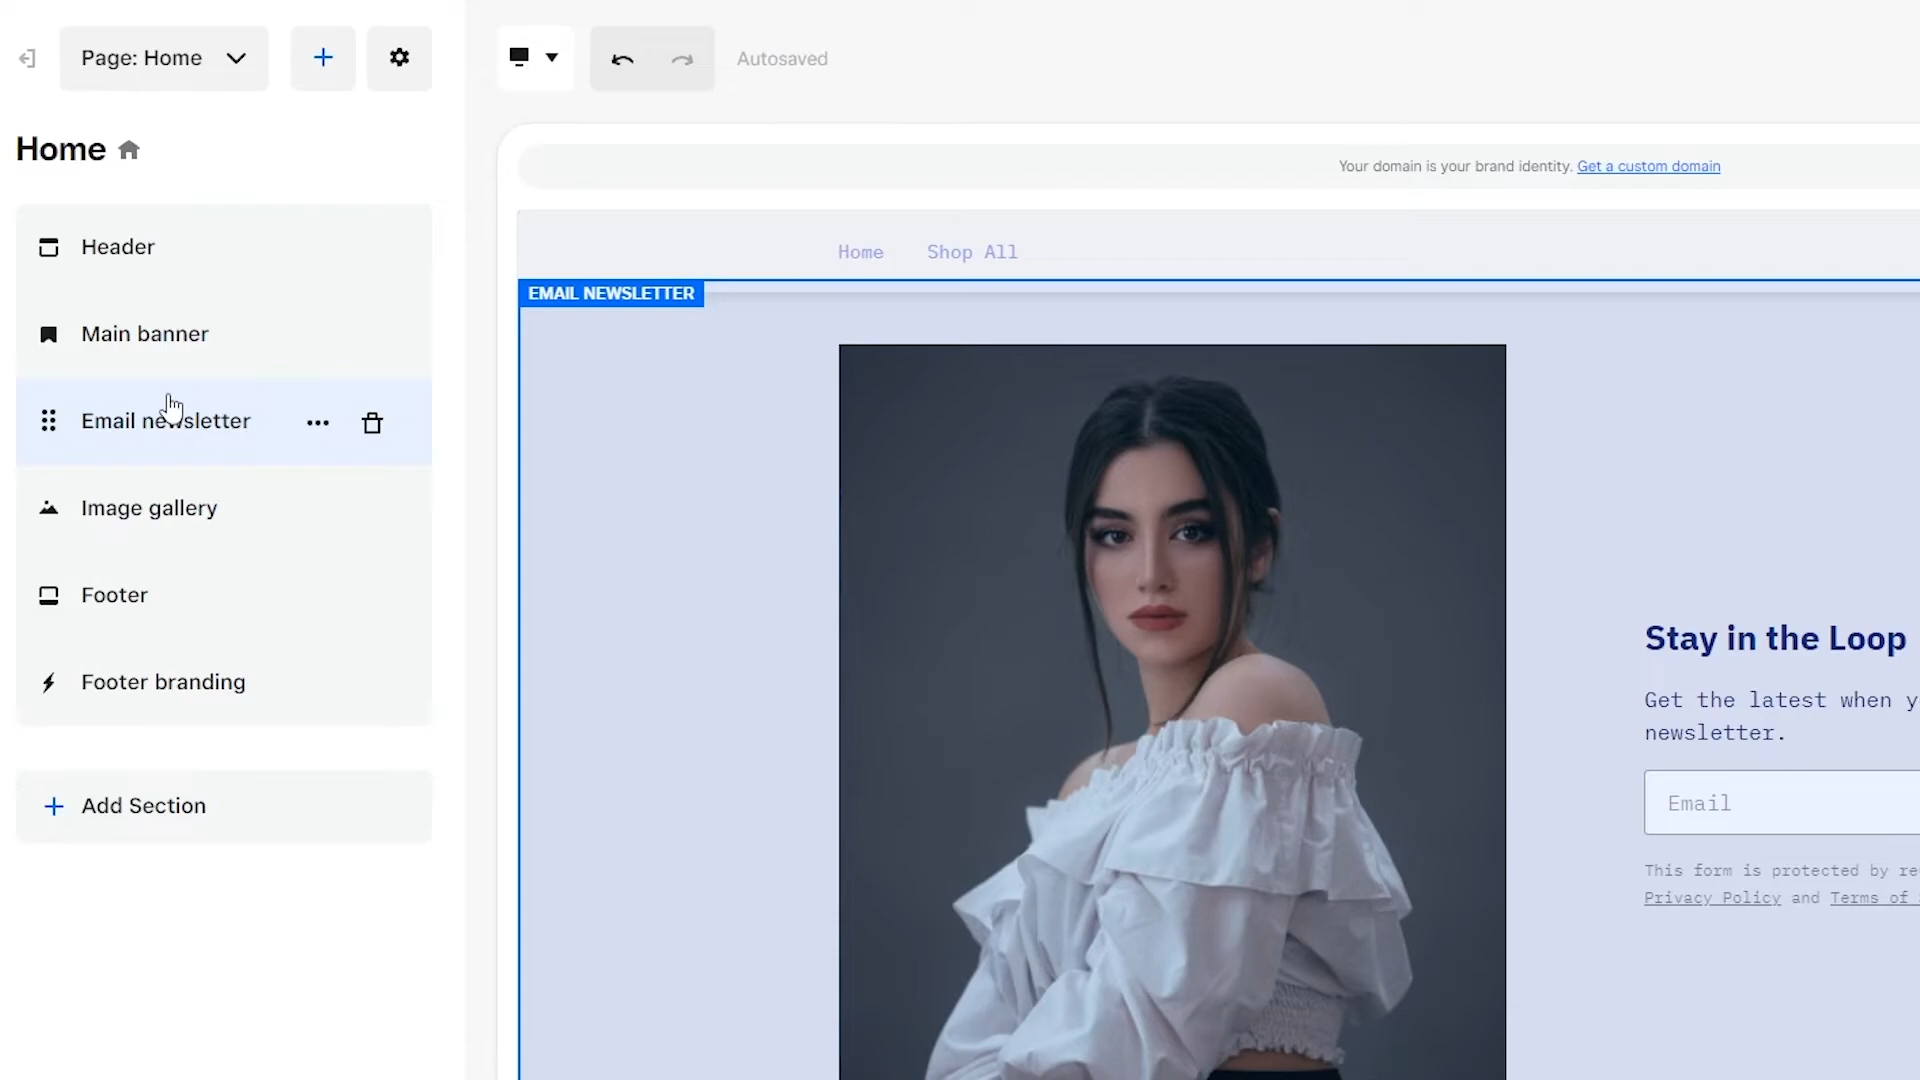 Page: Home
Autosaved
Home
Header
Main banner
Email newsletter
Image gallery
Footer
Footer branding
Add Section
Your domain is your brand identity. Get a custom domain
Home Shop All
EMAIL NEWSLETTER
Stay in the Loop
Get the latest when
newsletter.
Email
This form is protected by
Privacy Policy and Terms of